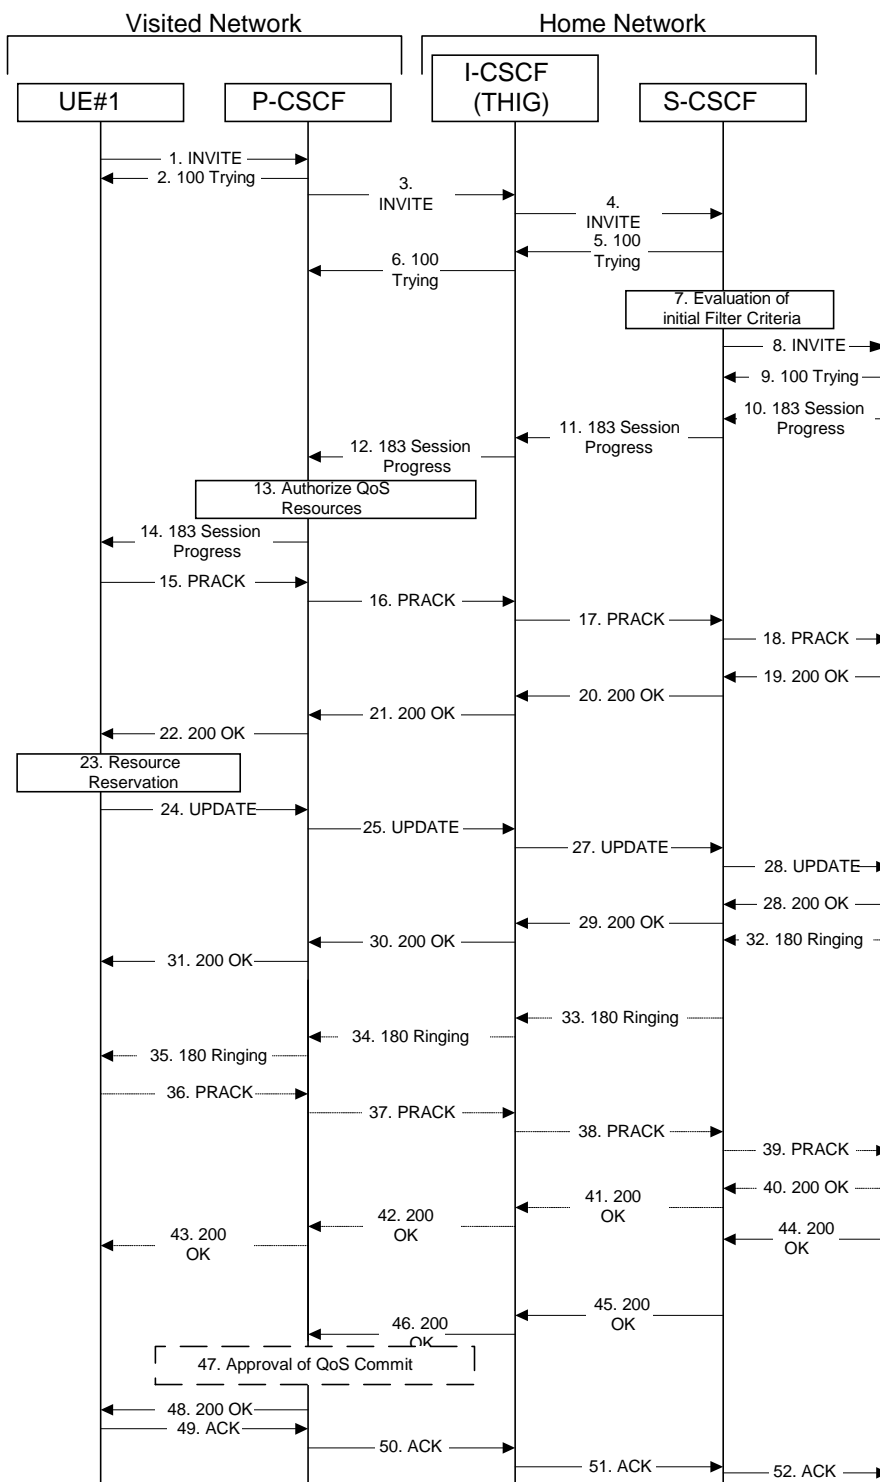 Visited Network
Home Network
UE#1
P-CSCF
I-CSCF
(THIG)
S-CSCF
1. INVITE
2. 100 Trying
3.
INVITE
4.
INVITE
5. 100
Trying
6. 100
Trying
7. Evaluation of
initial Filter Criteria
8. INVITE
9. 100 Trying
10. 183 Session
Progress
11. 183 Session
Progress
12. 183 Session
Progress
13. Authorize QoS
Resources
14. 183 Session
Progress
15. PRACK
16. PRACK
17. PRACK
18. PRACK
19. 200 OK
20. 200 OK
21. 200 OK
22. 200 OK
23. Resource
Reservation
24. UPDATE
25. UPDATE
27. UPDATE
28. UPDATE
28. 200 OK
29. 200 OK
30. 200 OK
32. 180 Ringing
31. 200 OK
33. 180 Ringing
34. 180 Ringing
35. 180 Ringing
36. PRACK
37. PRACK
38. PRACK
39. PRACK
40. 200 OK
41. 200
OK
42. 200
OK
43. 200
OK
44. 200
OK
45. 200
OK
46. 200
OK
47. Approval of QoS Commit
48. 200 OK
49. ACK
50. ACK
51. ACK
52. ACK